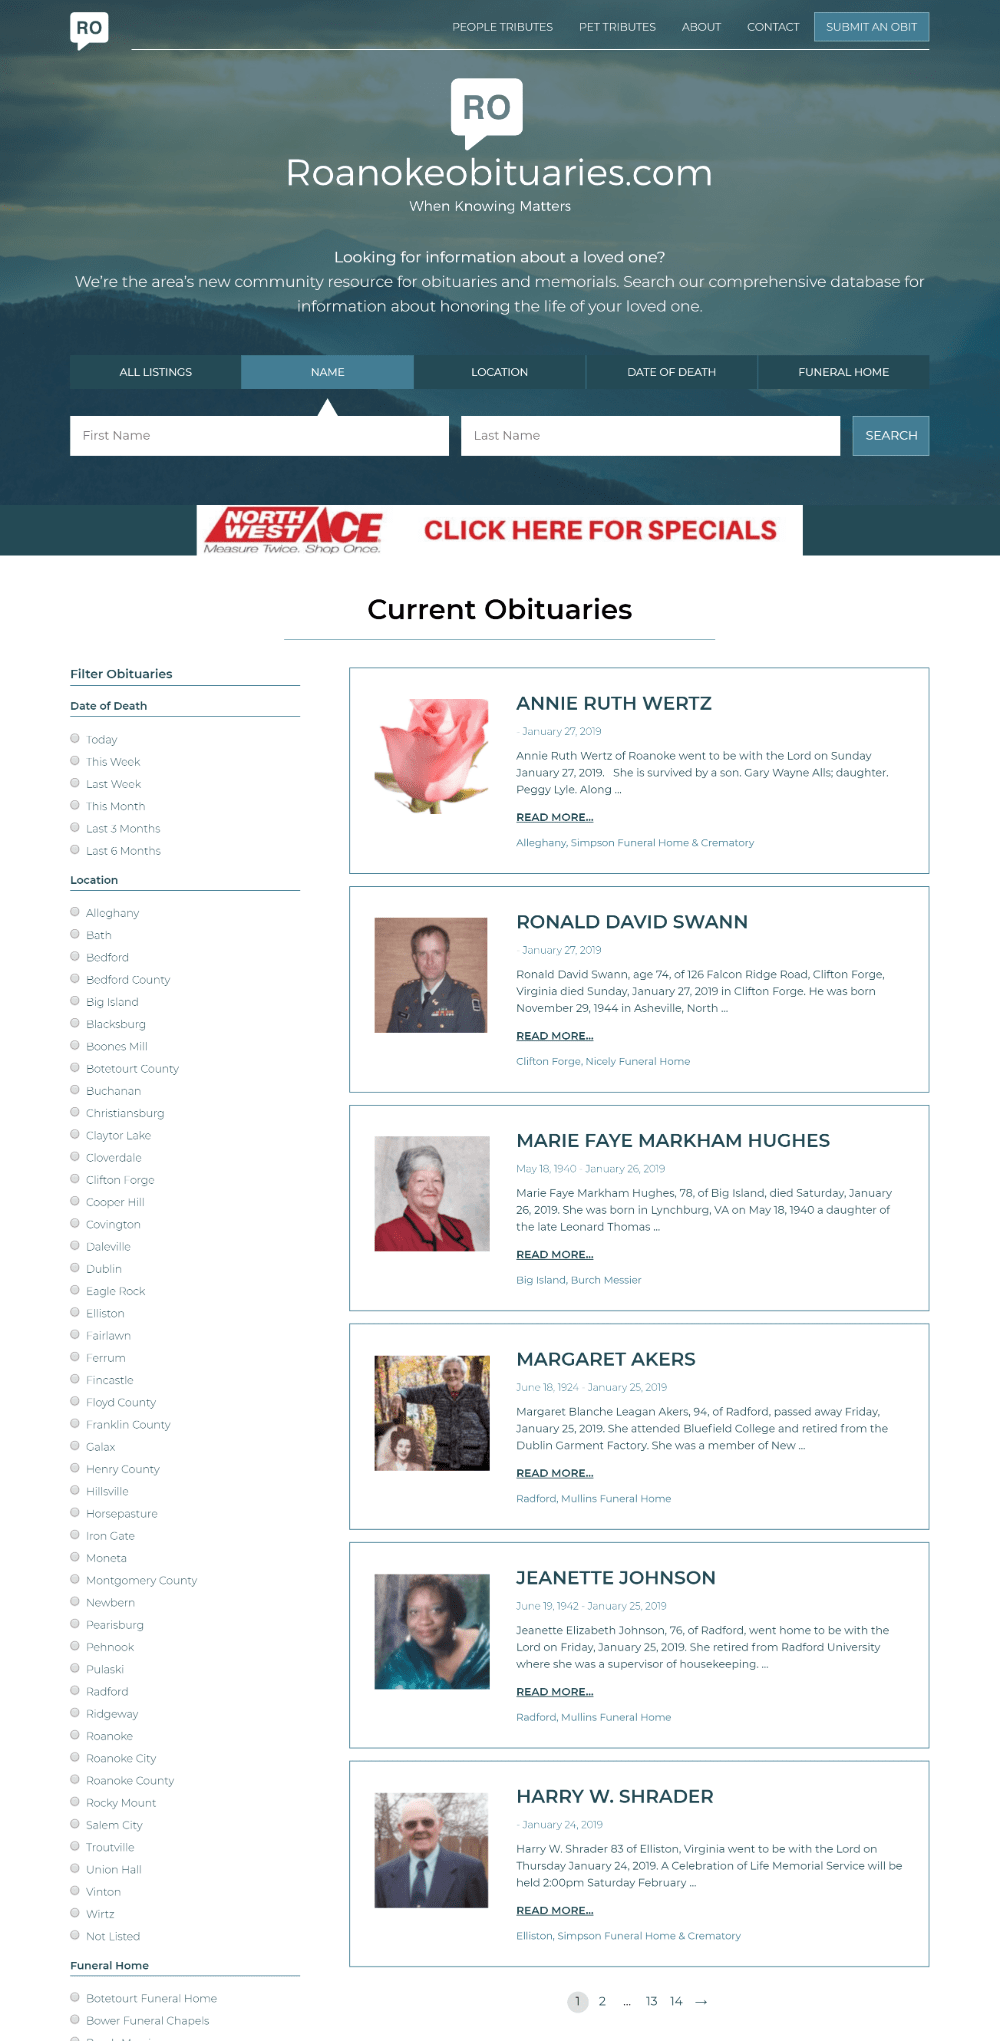 RO
PEOPLE TRIBUTES PET TRIBUTES ABOUT CONTACT SUBMIT AN OBIT
RO
Roanokeobituaries.com
When Knowing Matters
Looking for information about a loved one?
We're the area's new community resource for obituaries and memorials. Search our comprehensive database for
information about honoring the life of your loved one.
ALL LISTINGS NAME LOCATION DATE OF DEATH FUNERAL HOME
First Name Last Name SEARCH
NORTH
WEST ACE
Measure Twice. Shop Once.
CLICK HERE FOR SPECIALS
Current Obituaries
Filter Obituaries
Date of Death
Today
This Week
Last Week
This Month
Last 3 Months
Last 6 Months
Location
Alleghany
Bath
Bedford
Bedford County
Big Island
Blacksburg
Boones Mill
Botetourt County
Buchanan
Christiansburg
Claytor Lake
Cloverdale
Clifton Forge
Cooper Hill
Covington
Daleville
Dublin
Eagle Rock
Elliston
Fairlawn
Ferrum
Fincastle
Floyd County
Franklin County
Galax
Henry County
Hillsville
Horsepasture
Iron Gate
Moneta
Montgomery County
Newbern
Pearisburg
Pehnook
Pulaski
Radford
Ridgeway
Roanoke
Roanoke City
Roanoke County
Rocky Mount
Salem City
Troutville
Union Hall
Vinton
Wirtz
Not Listed
Funeral Home
Botetourt Funeral Home
Bower Funeral Chapels
ANNIE RUTH WERTZ
- January 27, 2019
Annie Ruth Wertz of Roanoke went to be with the Lord on Sunday
January 27, 2019. She is survived by a son. Gary Wayne Alls; daughter.
Peggy Lyle. Along ...
READ MORE...
Alleghany, Simpson Funeral Home & Crematory
RONALD DAVID SWANN
- January 27, 2019
Ronald David Swann, age 74, of 126 Falcon Ridge Road, Clifton Forge,
Virginia died Sunday, January 27, 2019 in Clifton Forge. He was born
November 29, 1944 in Asheville, North ...
READ MORE...
Clifton Forge, Nicely Funeral Home
MARIE FAYE MARKHAM HUGHES
May 18, 1940 - January 26, 2019
Marie Faye Markham Hughes, 78, of Big Island, died Saturday, January
26, 2019. She was born in Lynchburg, VA on May 18, 1940 a daughter of
the late Leonard Thomas ...
READ MORE...
Big Island, Burch Messier
MARGARET AKERS
June 18, 1924 - January 25, 2019
Margaret Blanche Leagan Akers, 94, of Radford, passed away Friday,
January 25, 2019. She attended Bluefield College and retired from the
Dublin Garment Factory. She was a member of New ...
READ MORE...
Radford, Mullins Funeral Home
JEANETTE JOHNSON
June 19, 1942 - January 25, 2019
Jeanette Elizabeth Johnson, 76, of Radford, went home to be with the
Lord on Friday, January 25, 2019. She retired from Radford University
where she was a supervisor of housekeeping. ...
READ MORE...
Radford, Mullins Funeral Home
HARRY W. SHRADER
- January 24, 2019
Harry W. Shrader 83 of Elliston, Virginia went to be with the Lord on
Thursday January 24, 2019. A Celebration of Life Memorial Service will be
held 2:00pm Saturday February ...
READ MORE...
Elliston, Simpson Funeral Home & Crematory
1 2 ... 13 14 →